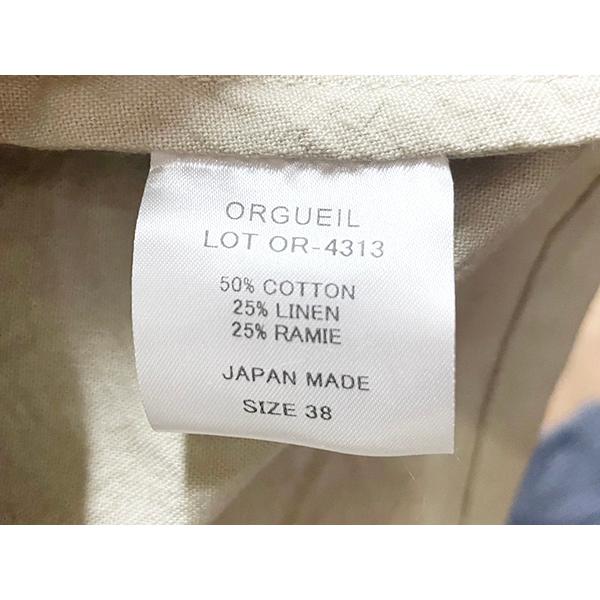 ORGUEIL
LOT OR-4313
50% COTTON
25% LINEN
25% RAMIE
JAPAN MADE
SIZE 38